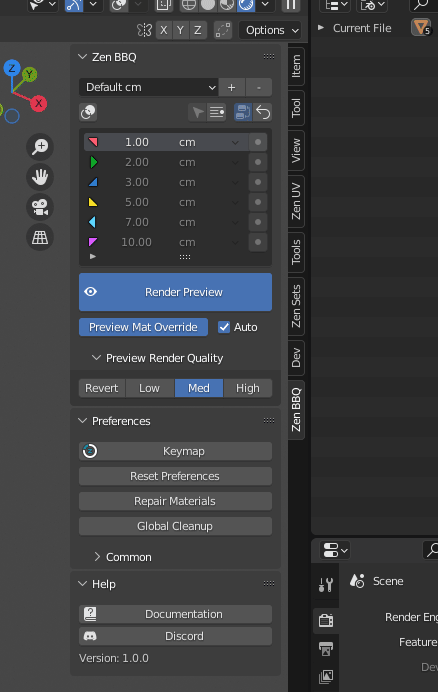 X Y Z Options
Current File
5
Zen BBQ
Default cm + -
Z
Y
X
1.00 cm
2.00 cm
3.00 cm
5.00 cm
7.00 cm
10.00 cm
Render Preview
Preview Mat Override Auto
Preview Render Quality
Revert Low Med High
Preferences
Keymap
Reset Preferences
Repair Materials
Global Cleanup
Common
Help
Documentation
Discord
Version: 1.0.0
Item
Tool
View
Zen UV
Tools
Zen Sets
Dev
Zen BBQ
Scene
Render Eng
Feature
Dev